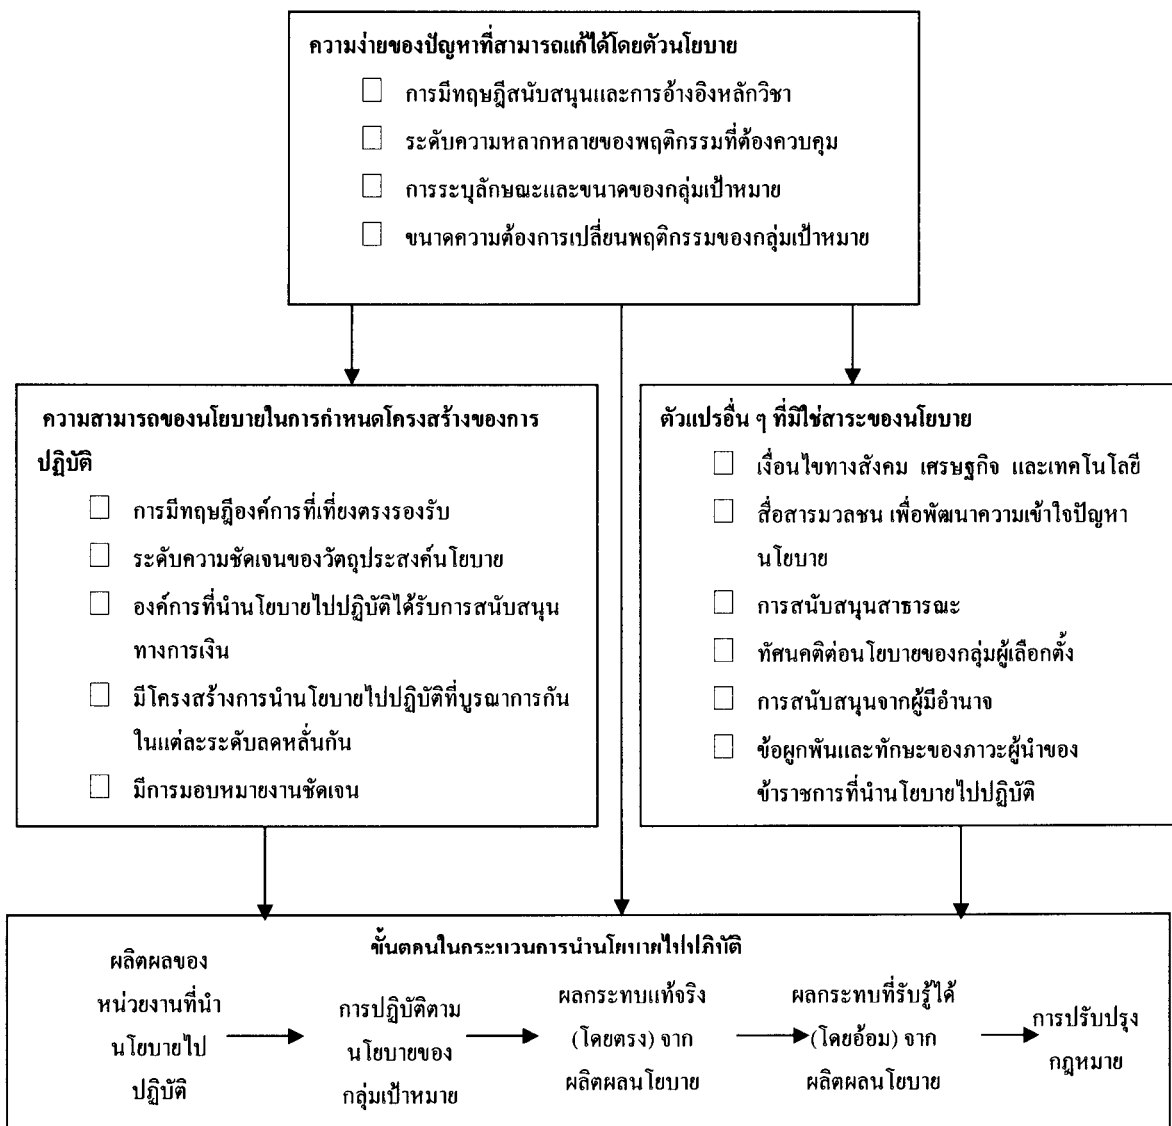 ความง่ายของปัญหาที่สามารถแก้ได้โดยตัวนโยบาย
การมีทฤษฎีสนับสนุนและการอ้างอิงหลักวิชา
ระดับความหลากหลายของพฤติกรรมที่ต้องควบคุม
การระบุลักษณะและขนาดของกลุ่มเป้าหมาย
ขนาดความต้องการเปลี่ยนพฤติกรรมของกลุ่มเป้าหมาย
ความสามารถของนโยบายในการกำหนดโครงสร้างของการ
ปฏิบัติ
การมีทฤษฎีองค์การที่เที่ยงตรงรองรับ
ระดับความชัดเจนของวัตถุประสงค์นโยบาย
องค์การที่นำนโยบายไปปฏิบัติได้รับการสนับสนุน
ทางการเงิน
มีโครงสร้างการนำนโยบายไปปฏิบัติที่บูรณาการกัน
ในแต่ละระดับลดหลั่นกัน
มีการมอบหมายงานชัดเจน
ตัวแปรอื่น ๆ ที่มิใช่สาระของนโยบาย
เงื่อนไขทางสังคม เศรษฐกิจ และเทคโนโลยี
สื่อสารมวลชน เพื่อพัฒนาความเข้าใจปัญหา
นโยบาย
การสนับสนุนสาธารณะ
ทัศนคติต่อนโยบายของกลุ่มผู้เลือกตั้ง
การสนับสนุนจากผู้มีอำนาจ
ข้อผูกพันและทักษะของภาวะผู้นำของ
ข้าราชการที่นำนโยบายไปปฏิบัติ
ขั้นตอนในกระบวนการนำนโยบายไปปฏิบัติ
ผลิตผลของ
หน่วยงานที่นำ
นโยบายไป
ปฏิบัติ
การปฏิบัติตาม
นโยบายของ
กลุ่มเป้าหมาย
ผลกระทบแท้จริง
(โดยตรง) จาก
ผลิตผลนโยบาย
ผลกระทบที่รับรู้ได้
(โดยอ้อม) จาก
ผลิตผลนโยบาย
การปรับปรุง
กฎหมาย